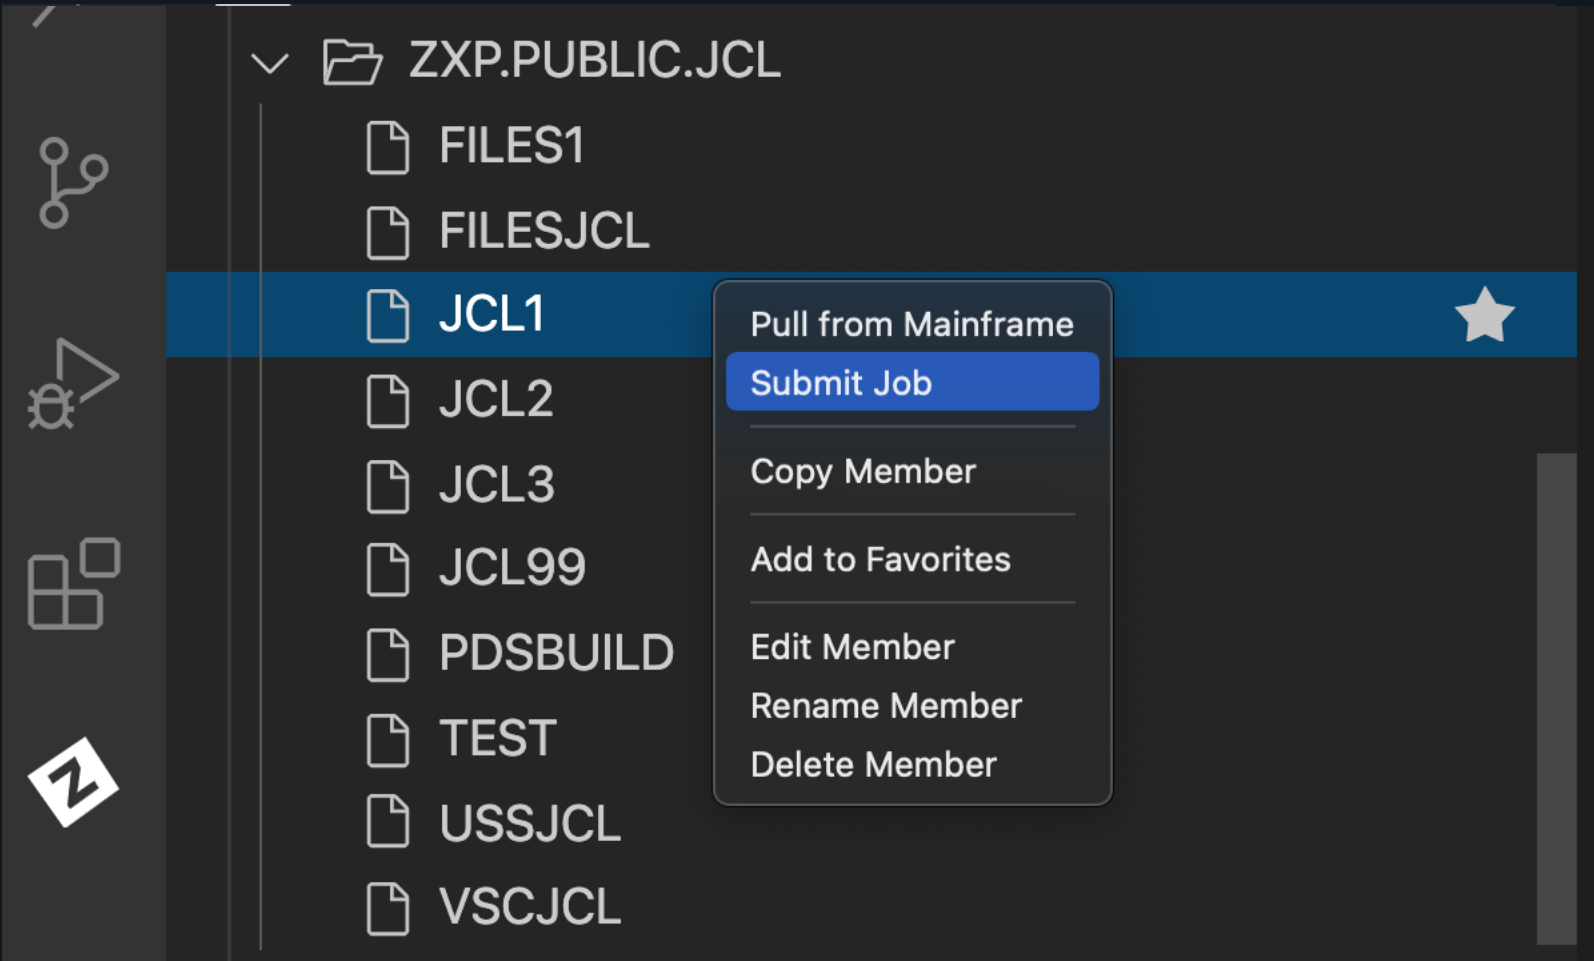 ZXP.PUBLIC.JCL
FILES1
FILESJCL
JCL1
JCL2
JCL3
JCL99
PDSBUILD
TEST
USSJCL
VSCJCL
Pull from Mainframe
Submit Job
Copy Member
Add to Favorites
Edit Member
Rename Member
Delete Member
Z